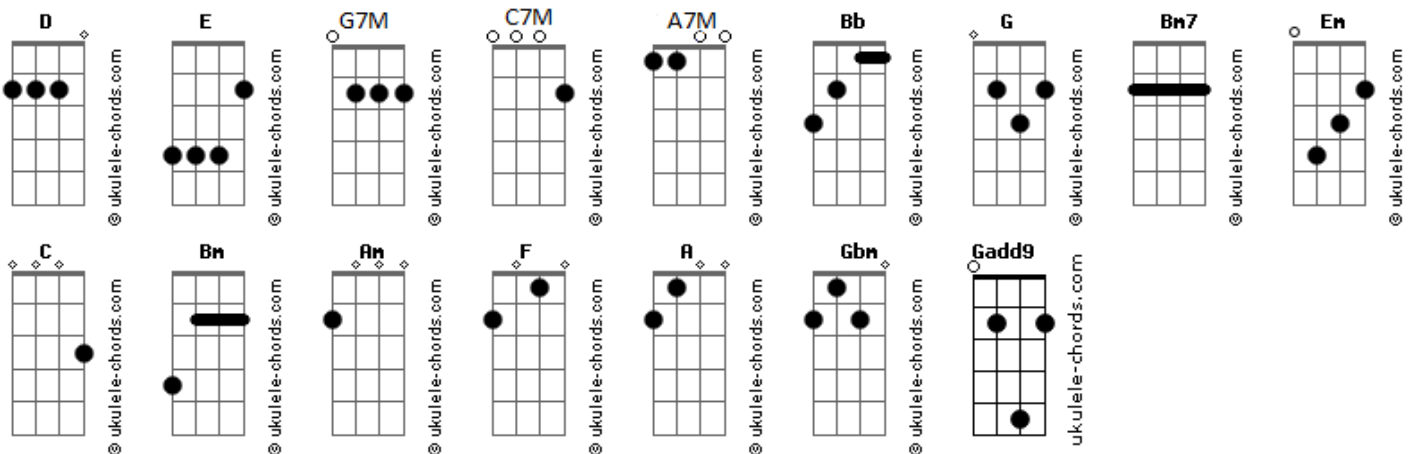 D E G7M C7M A7M Bb G Bm7 Em
© ukulele-chords.com © ukulele-chords.com © ukulele-chords.com © ukulele-chords.com © ukulele-chords.com © ukulele-chords.com © ukulele-chords.com © ukulele-chords.com © ukulele-chords.com
C Bm Am F A Gbm Gadd9
© ukulele-chords.com © ukulele-chords.com © ukulele-chords.com © ukulele-chords.com © ukulele-chords.com © ukulele-chords.com ukulele-chords.com